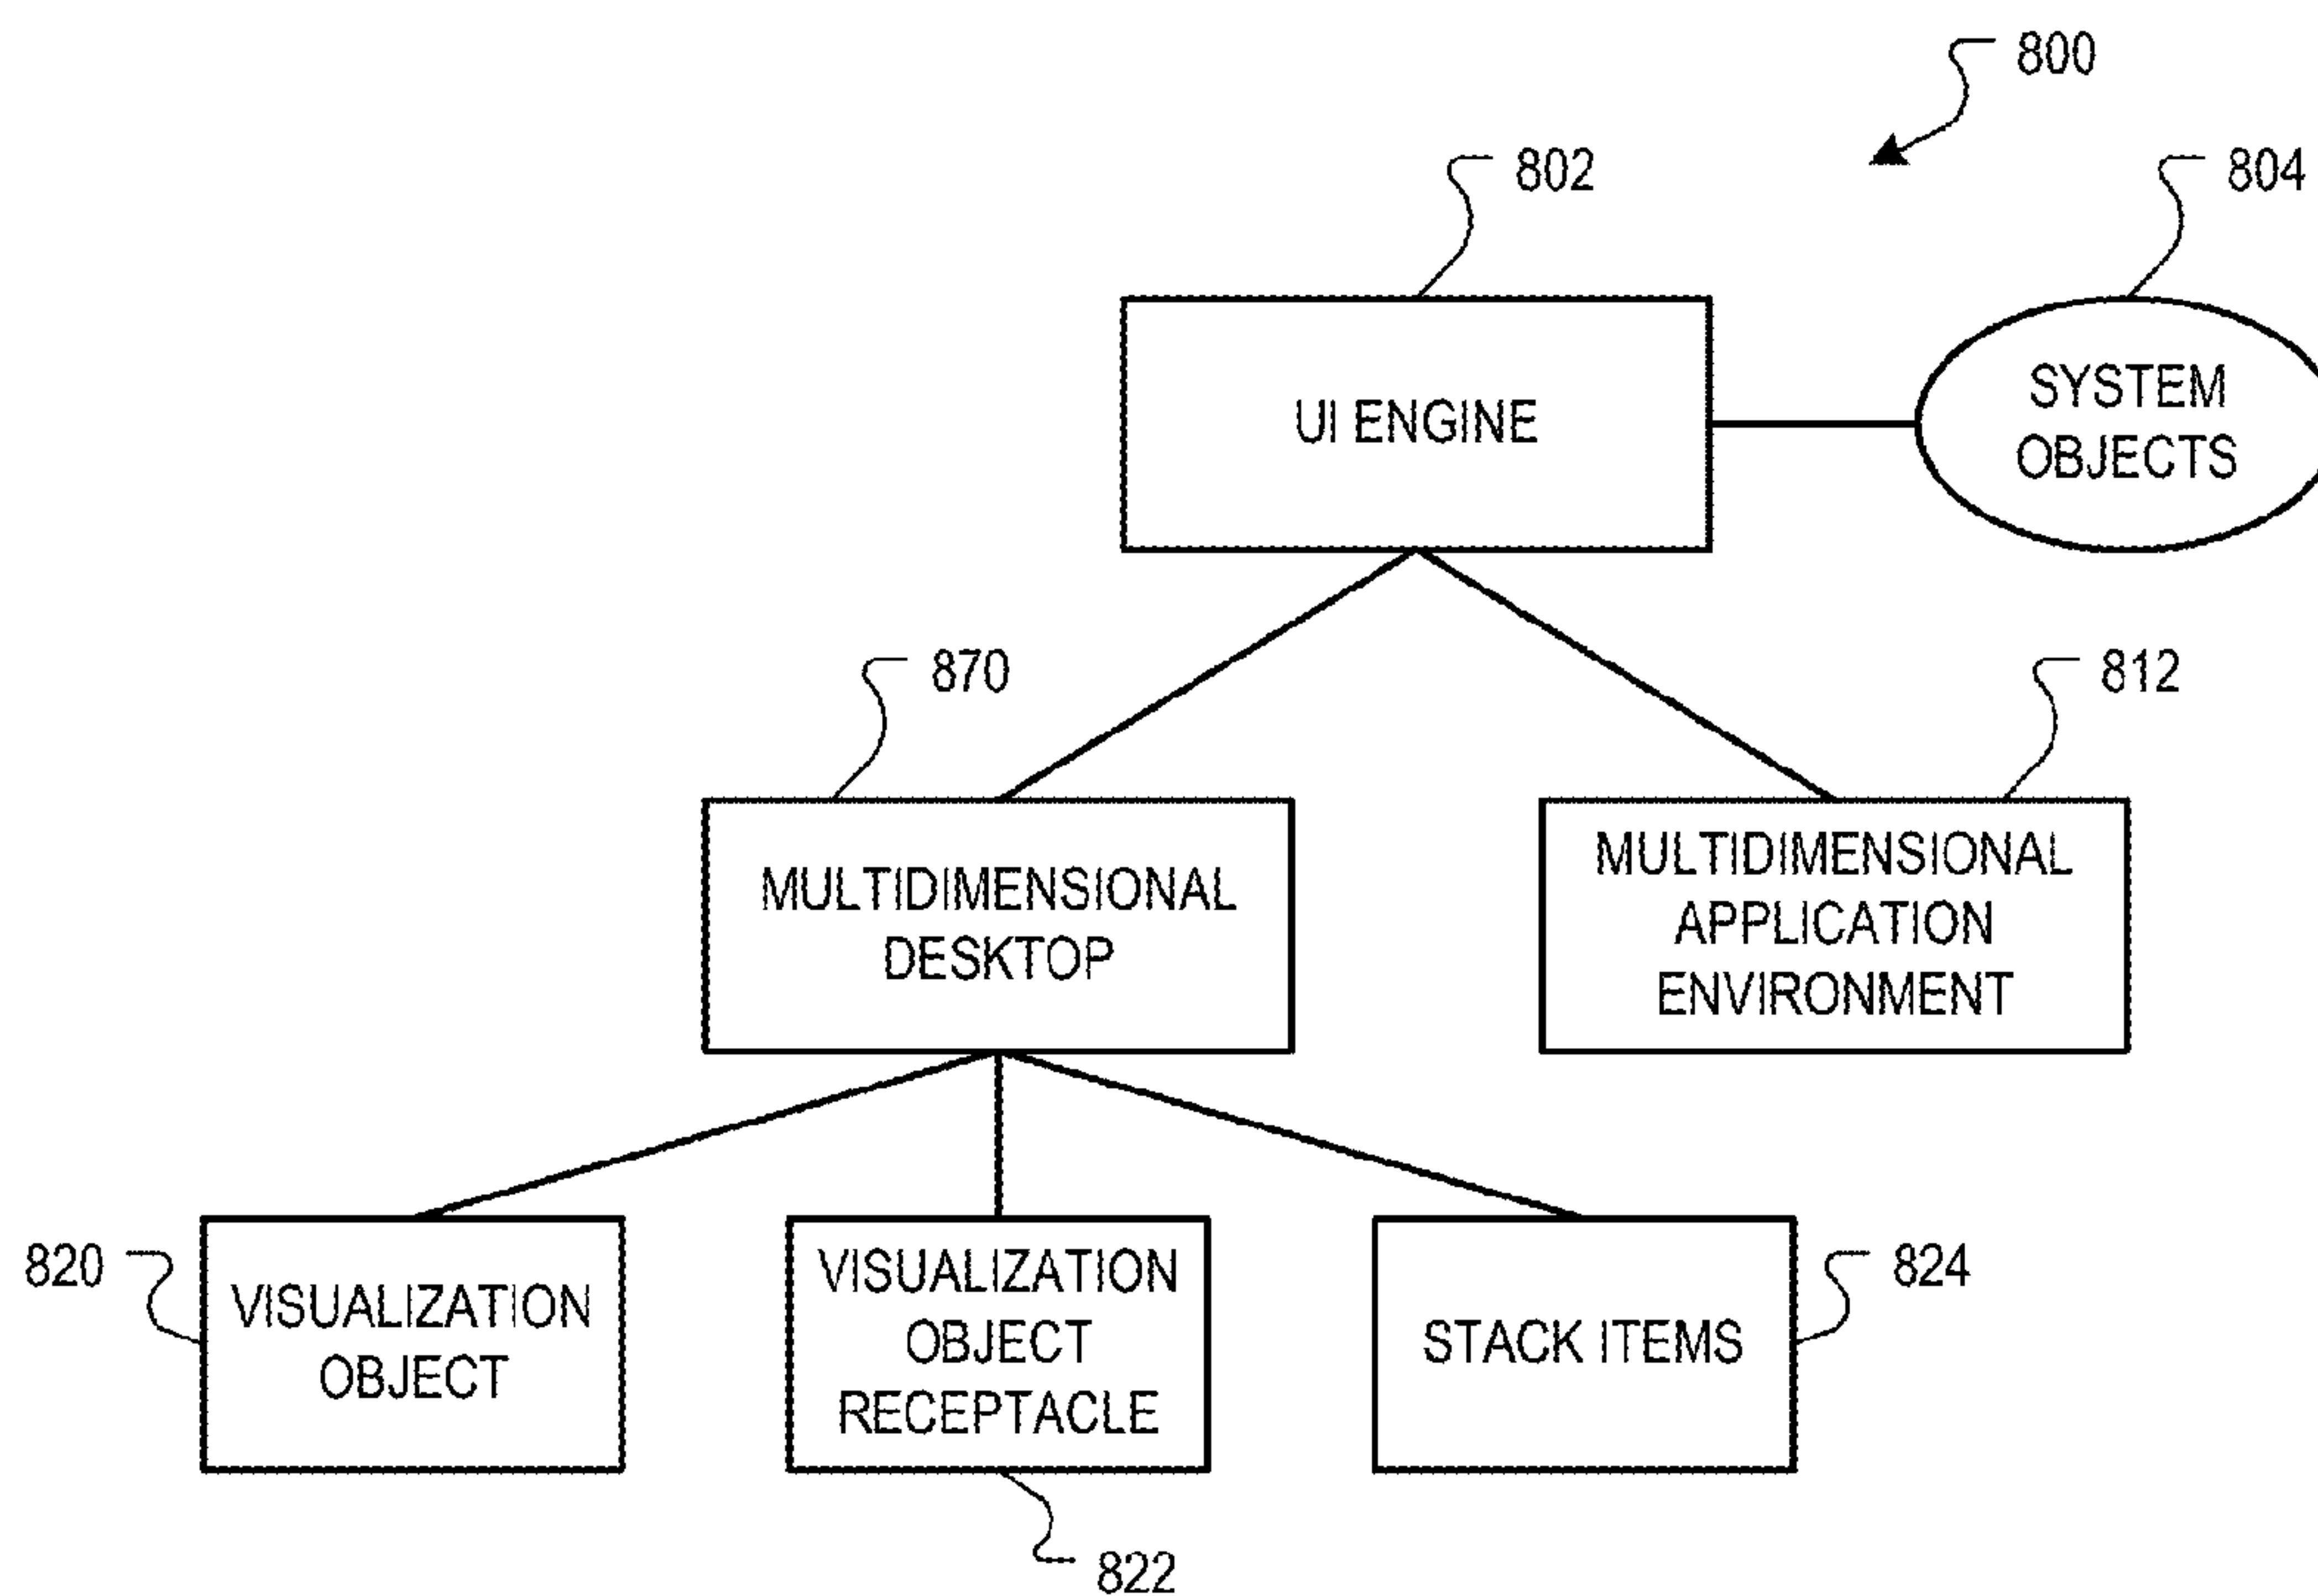 800
802
804
UI ENGINE
SYSTEM
OBJECTS
870
812
MULTIDIMENSIONAL
DESKTOP
MULTIDIMENSIONAL
APPLICATION
ENVIRONMENT
820
VISUALIZATION
OBJECT
VISUALIZATION
OBJECT
RECEPTACLE
STACK ITEMS
824
822